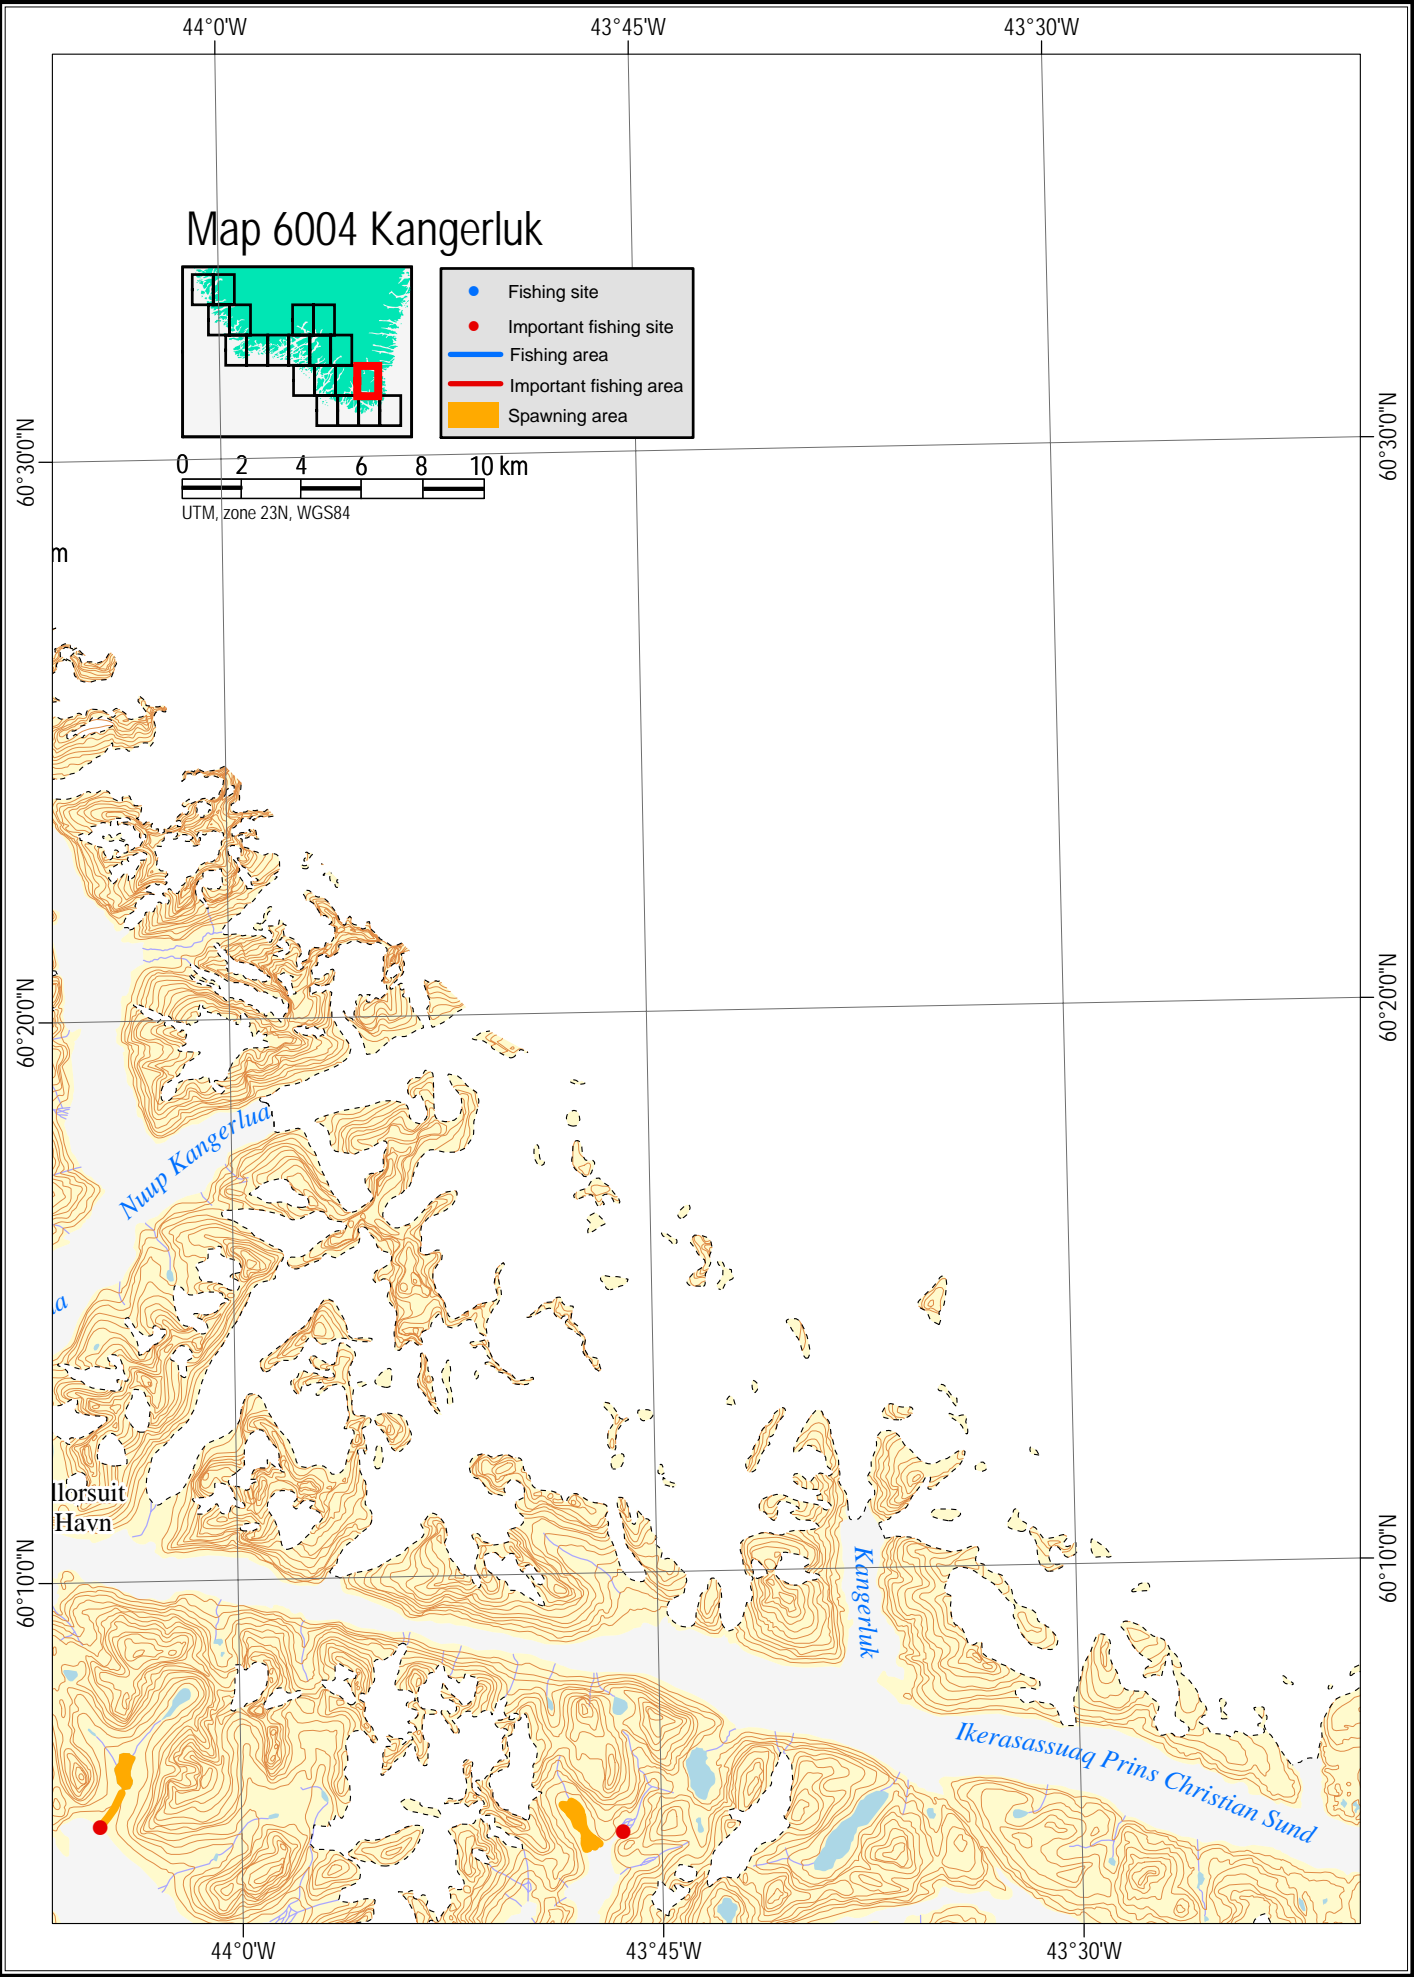 44°0'W
43°45'W
43°30'W
Map 6004 Kangerluk
Fishing site
Important fishing site
Fishing area
Important fishing area
Spawning area
60°30'0"N
60°30'0"N
0 2 4 6 8 10 km
UTM, zone 23N, WGS84
m
60°20'0"N
60°20'0"N
Nuup Kangerlua
a
llorsuit
Havn
60°10'0"N
60°10'0"N
Kangerluk
Ikerasassuaq Prins Christian Sund
44°0'W
43°45'W
43°30'W